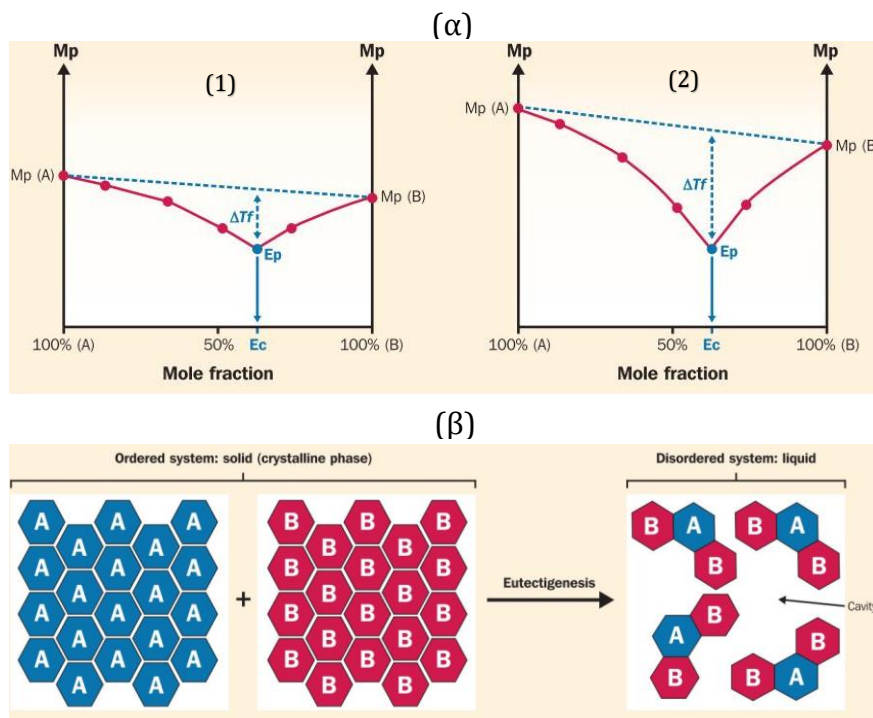 (α)
Mp Mp
(1)
Mp (A)
Mp (B)
ΔTf
Ep
100% (A) 50% Ec 100% (B)
Mole fraction
Mp Mp
(2)
Mp (A)
Mp (B
ΔTf
Ep
100% (A) 50% Ec 100% (B)
Mole fraction
(β)
Ordered system: solid (crystalline phase)
Disordered system: liquid
A A A
A A
A A A
A A
A A A
A A
A A A
A A
+
B B B
B B
B B B
B B
B B B
B B
B B B
B B
Eutectigenesis
B A B
B A B
A B B
B A B
Cavity